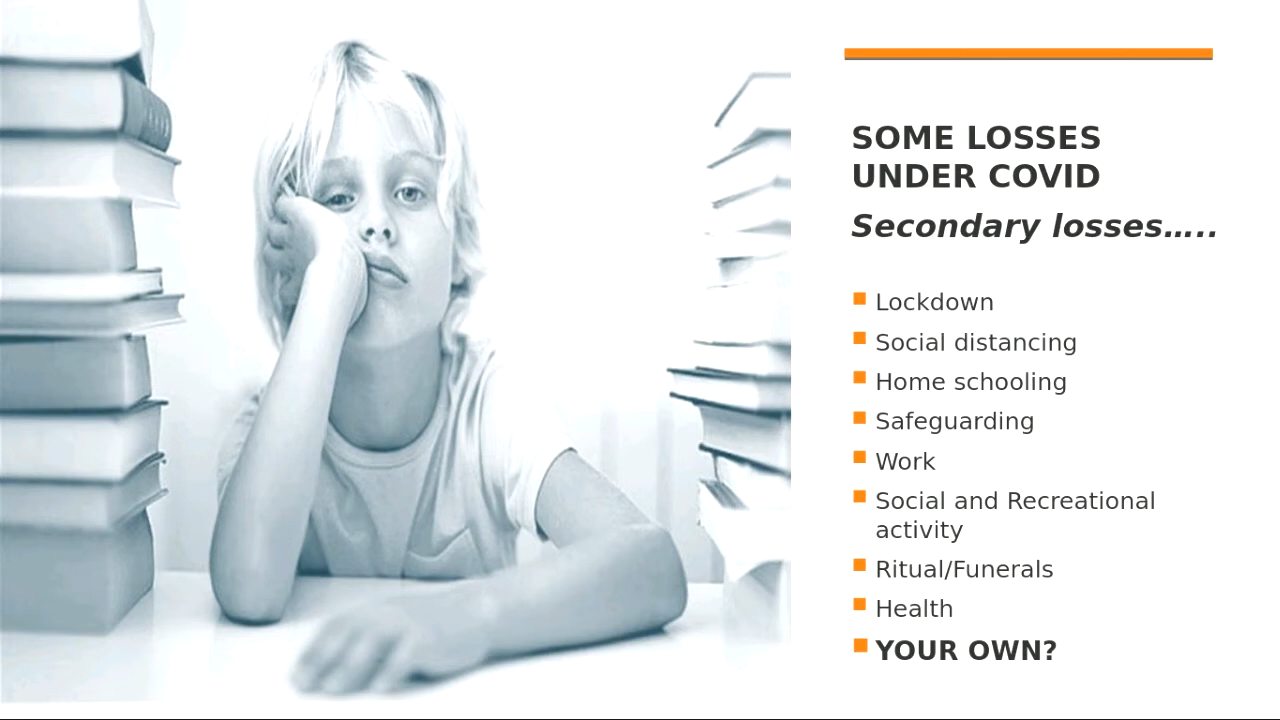 SOME LOSSES
UNDER COVID
Secondary losses…..
Lockdown
Social distancing
Home schooling
Safeguarding
Work
Social and Recreational
activity
Ritual/Funerals
Health
YOUR OWN?